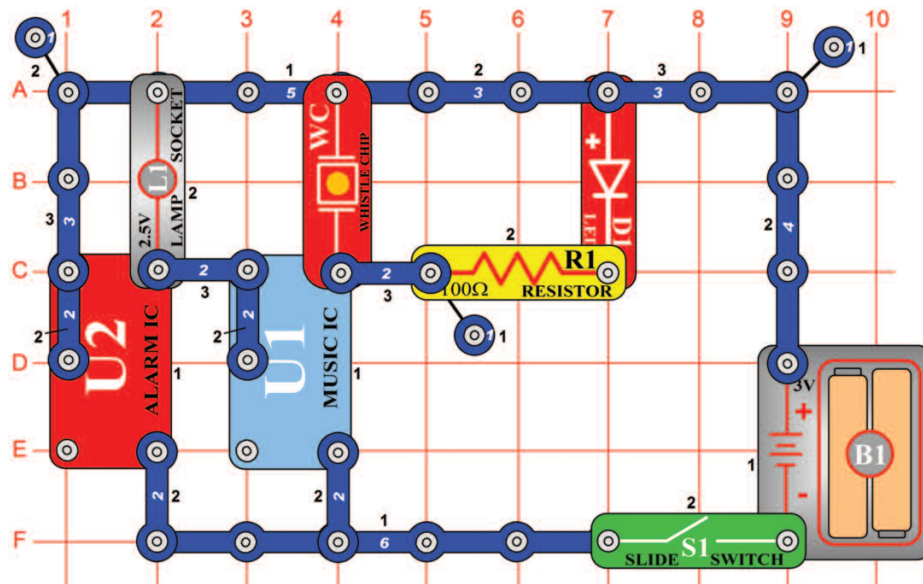 1 2 3 4 5 6 7 8 9 10
A
B
C
D
E
F
1
2
1
5
2
3
3
3
1
1
L1
2.5V
LAMP SOCKET
2
WC
WHISTLE CHIP
+
D1
3
3
2
4
2
3
2
3
2
R1
100Ω
RESISTOR
1
1
2
2
2
2
U2
ALARM IC
1
U1
MUSIC IC
1
3V
+
-
B1
1
2
2
2
2
1
6
2
S1
SLIDE SWITCH